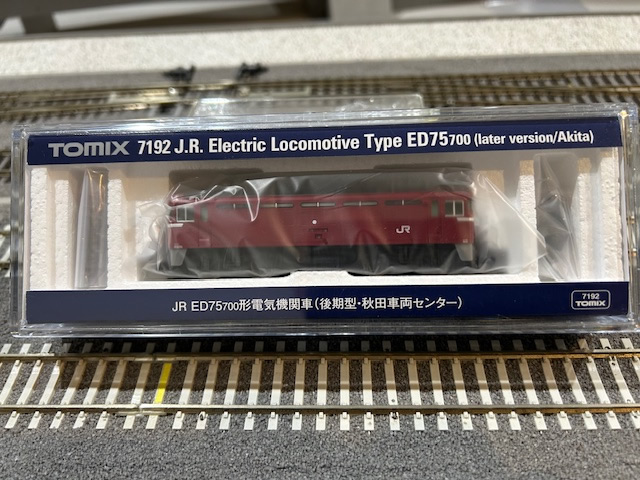 TOMIX 7192 J.R. Electric Locomotive Type ED75700 (later version/Akita)
JR
JR ED75700形電気機関車(後期型・秋田車両センター)
7192
TOMIX